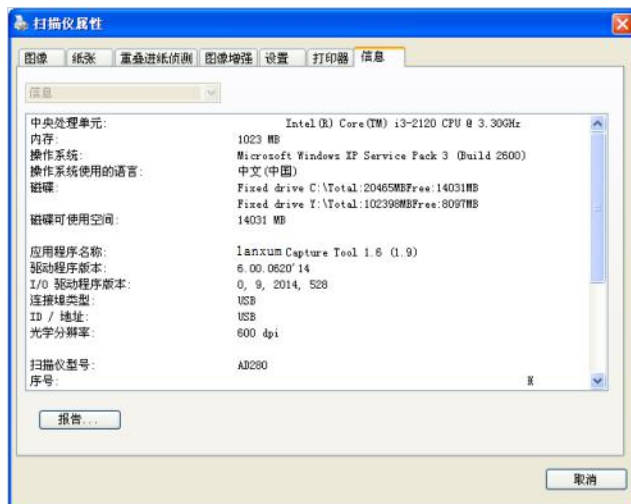 扫描仪属性
图像 纸张 重叠进纸侦测 图像增强 设置 打印器 信息
信息
中央处理单元: Intel(R) Core(TM) i3-2120 CPU @ 3.30GHz
内存: 1023 MB
操作系统: Microsoft Windows XP Service Pack 3 (Build 2600)
操作系统使用的语言: 中文(中国)
磁碟: Fixed drive C:\Total:20465MBFree:14031MB
Fixed drive Y:\Total:102398MBFree:8097MB
磁碟可使用空间: 14031 MB
应用程序名称: lanxum Capture Tool 1.6 (1.9)
驱动程序版本: 6.00.0620'14
I/O 驱动程序版本: 0, 9, 2014, 528
连接埠类型: USB
ID / 地址: USB
光学分辨率: 600 dpi
扫描仪型号: AD280
序号:
报告...
取消